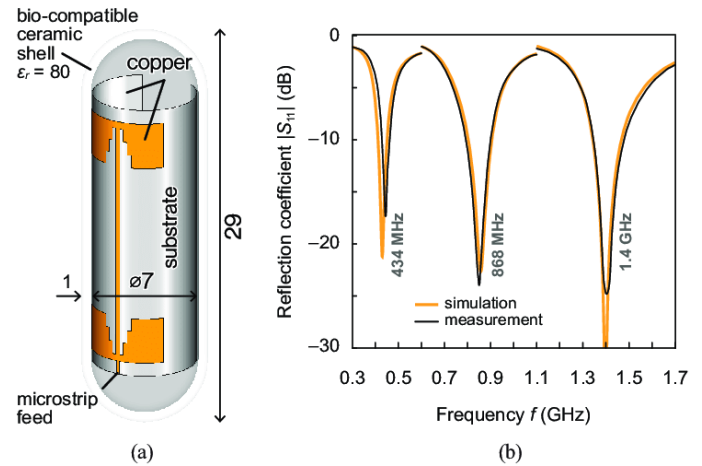 bio-compatible
ceramic
shell
εr = 80
copper
substrate
29
1
ø7
microstrip
feed
(a)
Reflection coefficient |S11| (dB)
0
–10
–20
–30
434 MHz
868 MHz
1.4 GHz
simulation
measurement
0.3 0.5 0.7 0.9 1.1 1.3 1.5 1.7
Frequency f (GHz)
(b)